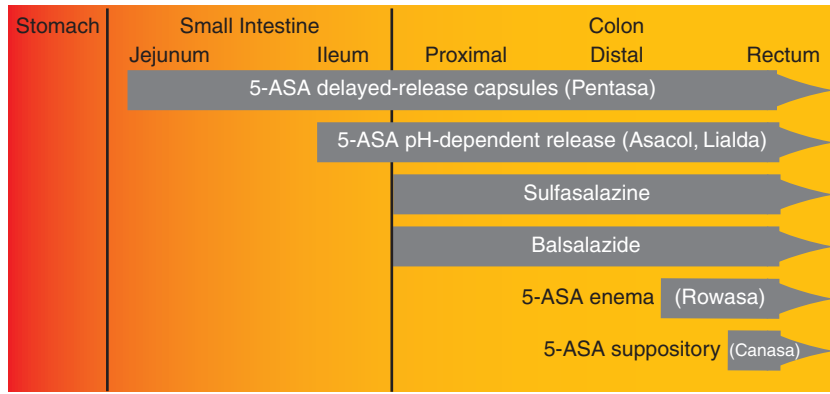 Stomach Small Intestine Colon
Jejunum Ileum Proximal Distal Rectum
5-ASA delayed-release capsules (Pentasa)
5-ASA pH-dependent release (Asacol, Lialda)
Sulfasalazine
Balsalazide
5-ASA enema (Rowasa)
5-ASA suppository (Canasa)